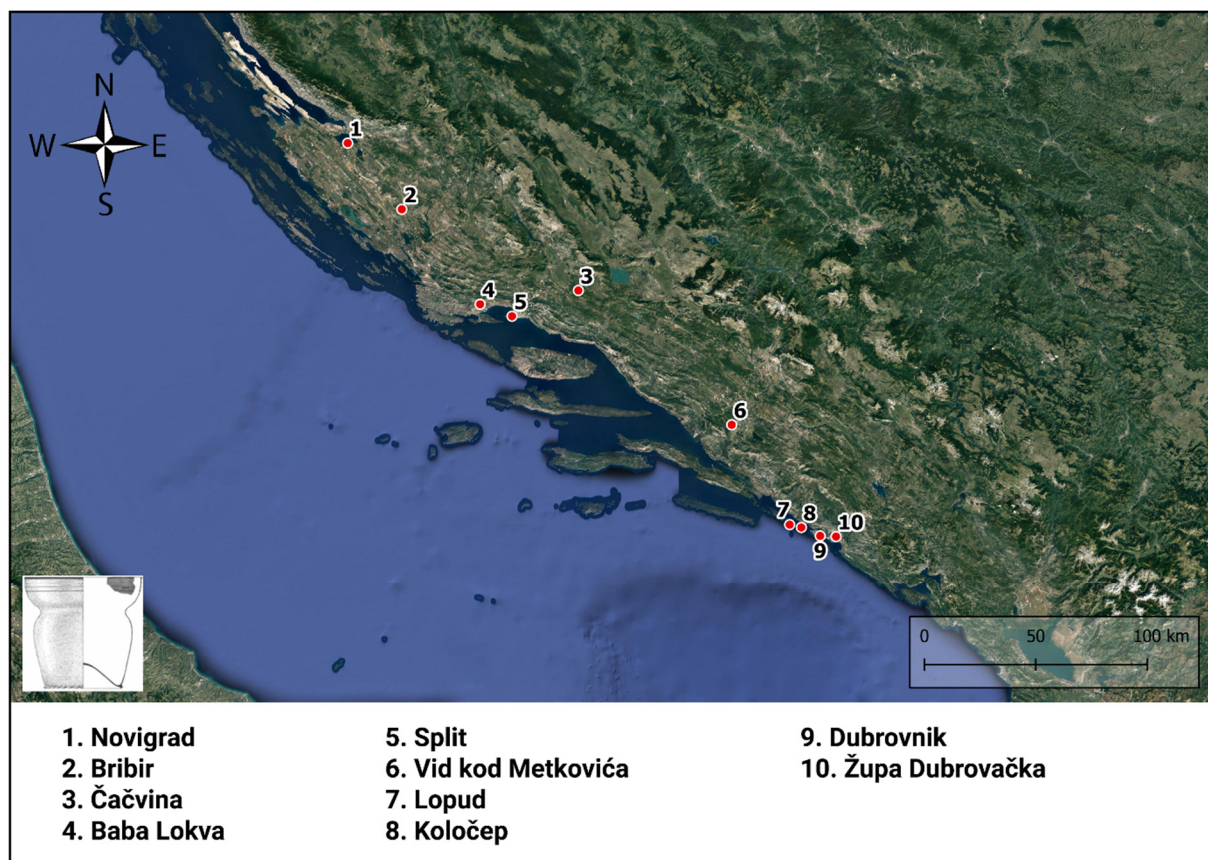 N
W E
S
1
2
3
4
5
6
7
8
9
10
0 50 100 km
1. Novigrad
2. Bribir
3. Čačvina
4. Baba Lokva
5. Split
6. Vid kod Metkovića
7. Lopud
8. Koločep
9. Dubrovnik
10. Župa Dubrovačka